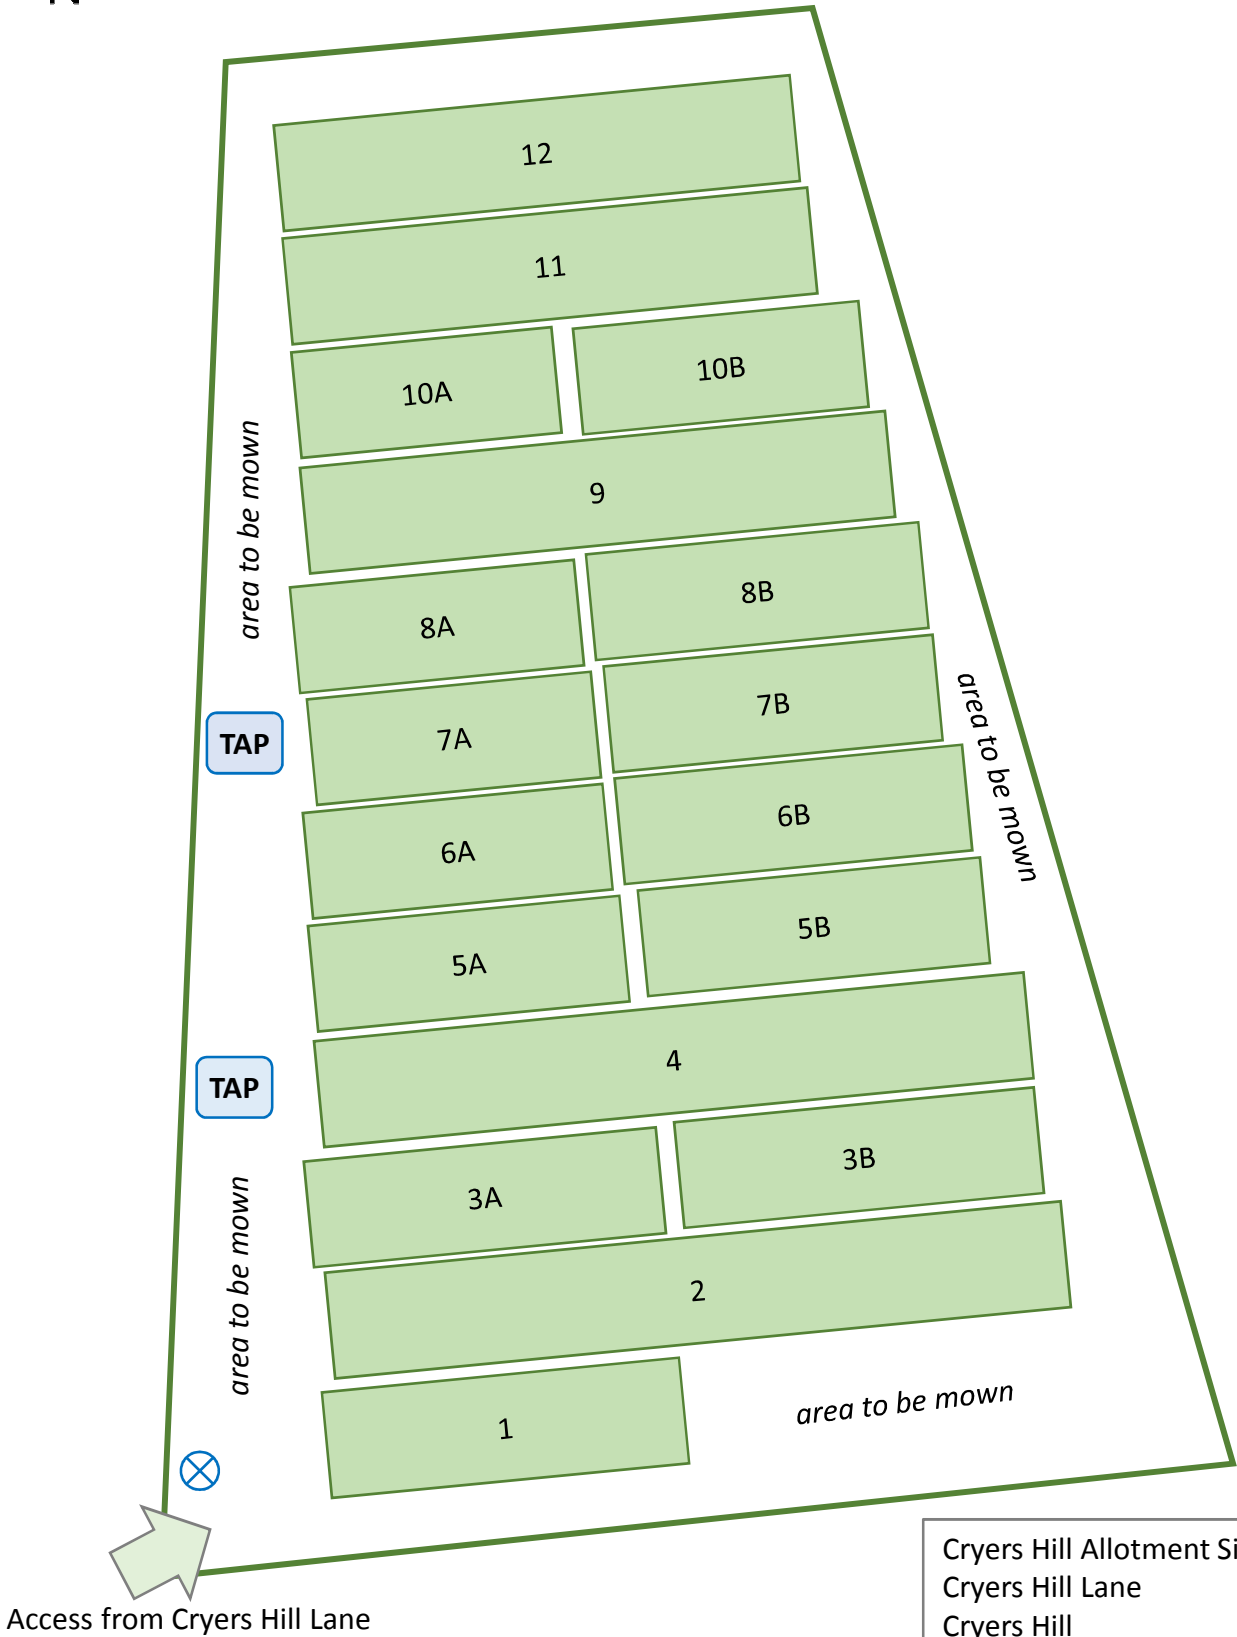 12
11
10A
10B
9
area to be mown
8A
8B
7A
7B
TAP
area to be mown
6A
6B
5A
5B
4
TAP
3A
3B
area to be mown
2
1
area to be mown
Cryers Hill Allotment
Cryers Hill Lane
Cryers Hill
Access from Cryers Hill Lane